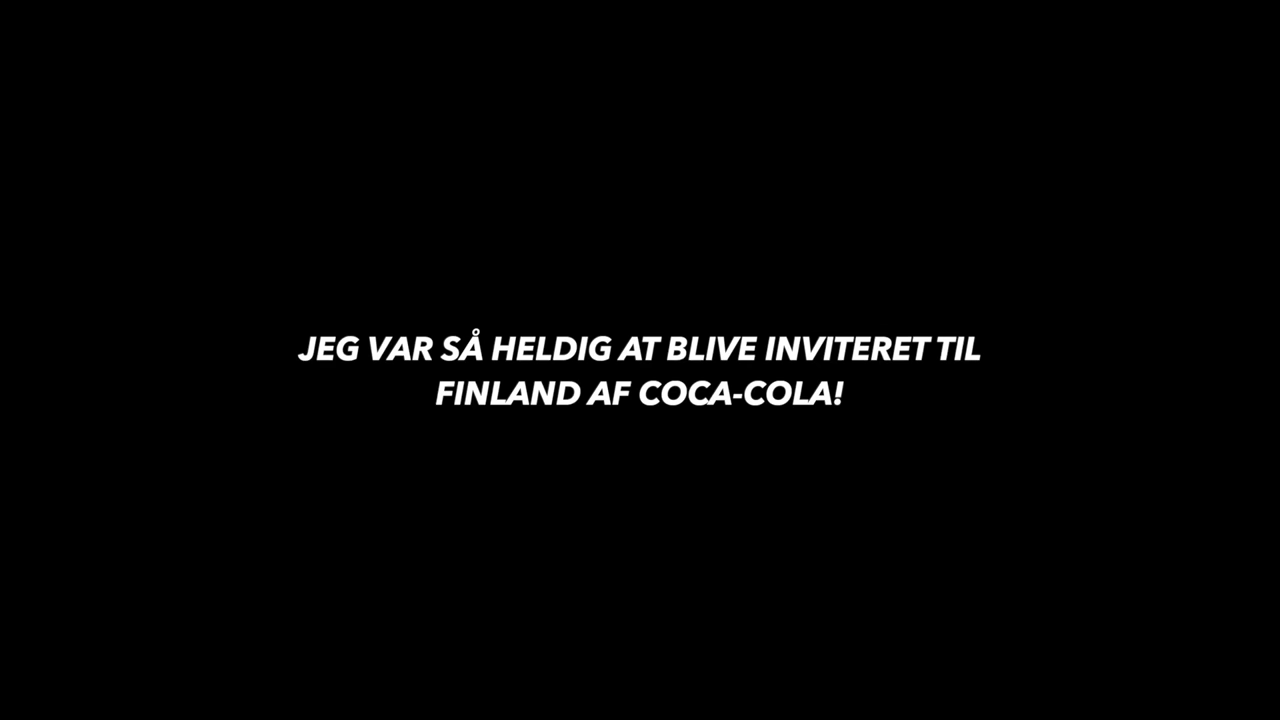 JEG VAR SÅ HELDIG AT BLIVE INVITERET TIL
FINLAND AF COCA-COLA!